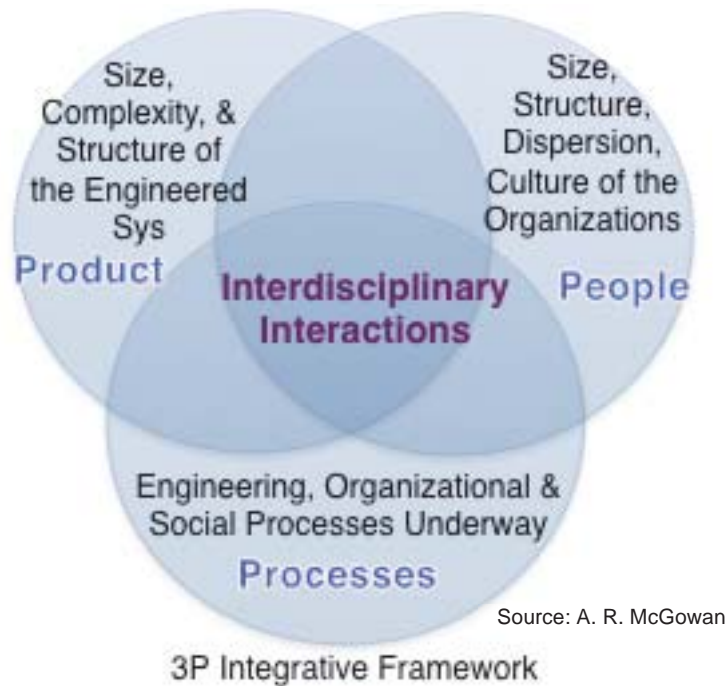 Size,
Complexity, &
Structure of
the Engineered
Sys
Product
Size,
Structure,
Dispersion,
Culture of the
Organizations
People
Interdisciplinary
Interactions
Engineering, Organizational &
Social Processes Underway
Processes
Source: A. R. McGowan
3P Integrative Framework